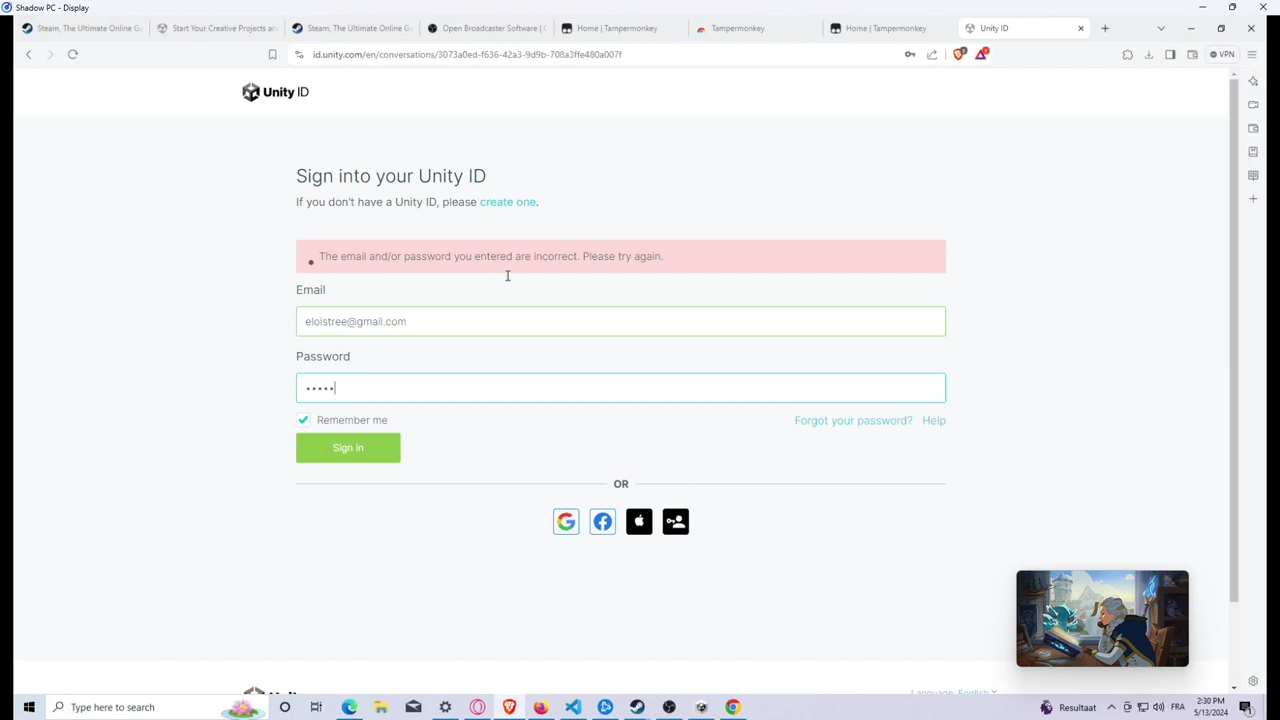 Shadow PC - Display
Steam, The Ultimate Online Ga
Start Your Creative Projects an
Steam, The Ultimate Online Ga
Open Broadcaster Software | O
Home | Tampermonkey
Tampermonkey
Home | Tampermonkey
Unity ID
id.unity.com/en/conversations/3073a0ed-f636-42a3-9d9b-708a3ffe480a007f
VPN
Unity ID
Sign into your Unity ID
If you don't have a Unity ID, please create one.
The email and/or password you entered are incorrect. Please try again.
Email
eloistree@gmail.com
Password
Remember me
Forgot your password? Help
Sign in
OR
Language: English
Type here to search
Resultaat
FRA
2:30 PM
5/13/2024